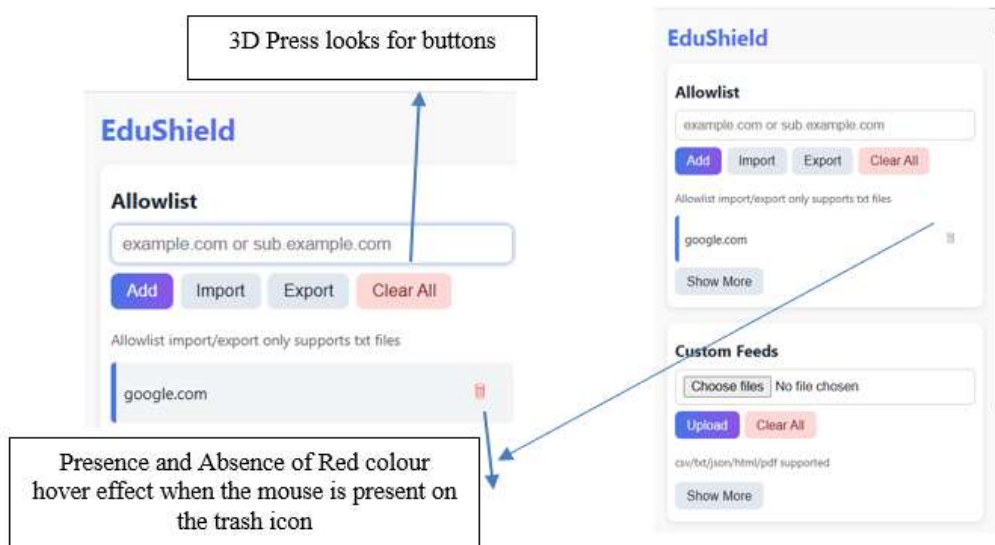 3D Press looks for buttons
EduShield
Allowlist
example.com or sub.example.com
Add Import Export Clear All
Allowlist import/export only supports txt files
google.com
Presence and Absence of Red colour
hover effect when the mouse is present on
the trash icon
EduShield
Allowlist
example.com or sub.example.com
Add Import Export Clear All
Allowlist import/export only supports txt files
google.com
Show More
Custom Feeds
Choose files No file chosen
Upload Clear All
csv/txt/json/html/pdf supported
Show More